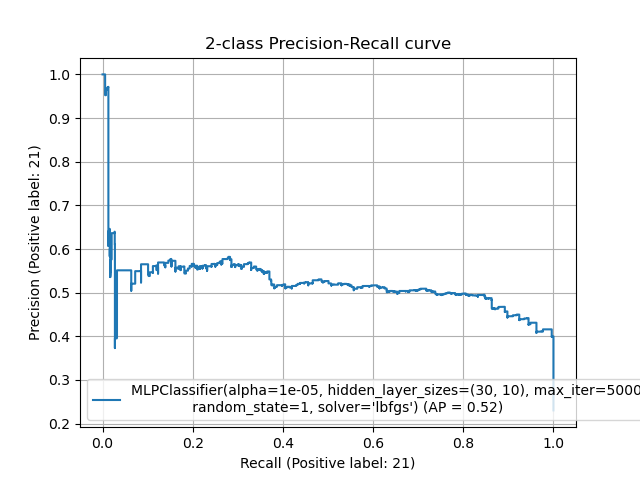 2-class Precision-Recall curve
1.0
0.9
0.8
0.7
0.6
0.5
0.4
0.3
0.2
Precision (Positive label: 21)
MLPClassifier(alpha=1e-05, hidden_layer_sizes=(30, 10), max_iter=5000
random_state=1, solver='lbfgs') (AP = 0.52)
0.0 0.2 0.4 0.6 0.8 1.0
Recall (Positive label: 21)